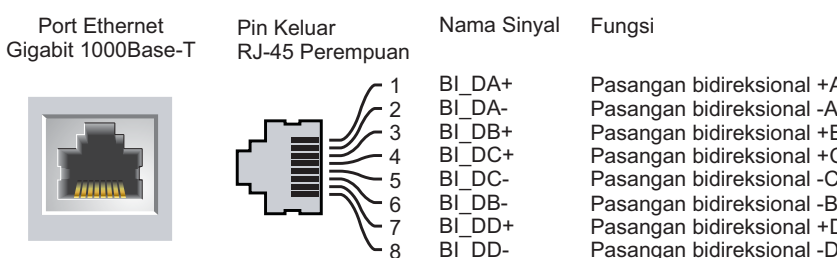 Port Ethernet
Gigabit 1000Base-T
Pin Keluar
RJ-45 Perempuan
Nama Sinyal Fungsi
1 BI_DA+ Pasangan bidireksional +A
2 BI_DA- Pasangan bidireksional -A
3 BI_DB+ Pasangan bidireksional +B
4 BI_DC+ Pasangan bidireksional +C
5 BI_DC- Pasangan bidireksional -C
6 BI_DB- Pasangan bidireksional -B
7 BI_DD+ Pasangan bidireksional +D
8 BI_DD- Pasangan bidireksional -D